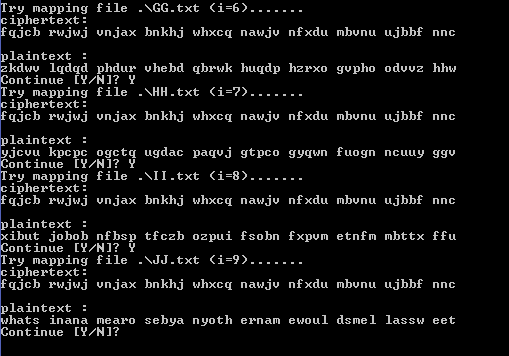 Try mapping file .\GG.txt (i=6).......
ciphertext:
fqjcb rwjwj vnjax bnkhj whxcq nawjv nfxdu mbvnu ujbbf nnc
plaintext :
zkdwv lqdqd phdur vhebd qbrwk huqdp hzrxo gvpho odvvz hhw
Continue [Y/N]? Y
Try mapping file .\HH.txt (i=7).......
ciphertext:
fqjcb rwjwj vnjax bnkhj whxcq nawjv nfxdu mbvnu ujbbf nnc
plaintext :
yjcvu kpcpc ogctq ugdac paqvj gtpco gyqwn fuogn ncuuy ggv
Continue [Y/N]? Y
Try mapping file .\II.txt (i=8).......
ciphertext:
fqjcb rwjwj vnjax bnkhj whxcq nawjv nfxdu mbvnu ujbbf nnc
plaintext :
xibut jobob nfbsp tfczb ozpui fsobn fxpvm etnfm mbttx ffu
Continue [Y/N]? Y
Try mapping file .\JJ.txt (i=9).......
ciphertext:
fqjcb rwjwj vnjax bnkhj whxcq nawjv nfxdu mbvnu ujbbf nnc
plaintext :
whats inana mearo sebya nyoth ernam ewoul dsmel lassw eet
Continue [Y/N]?